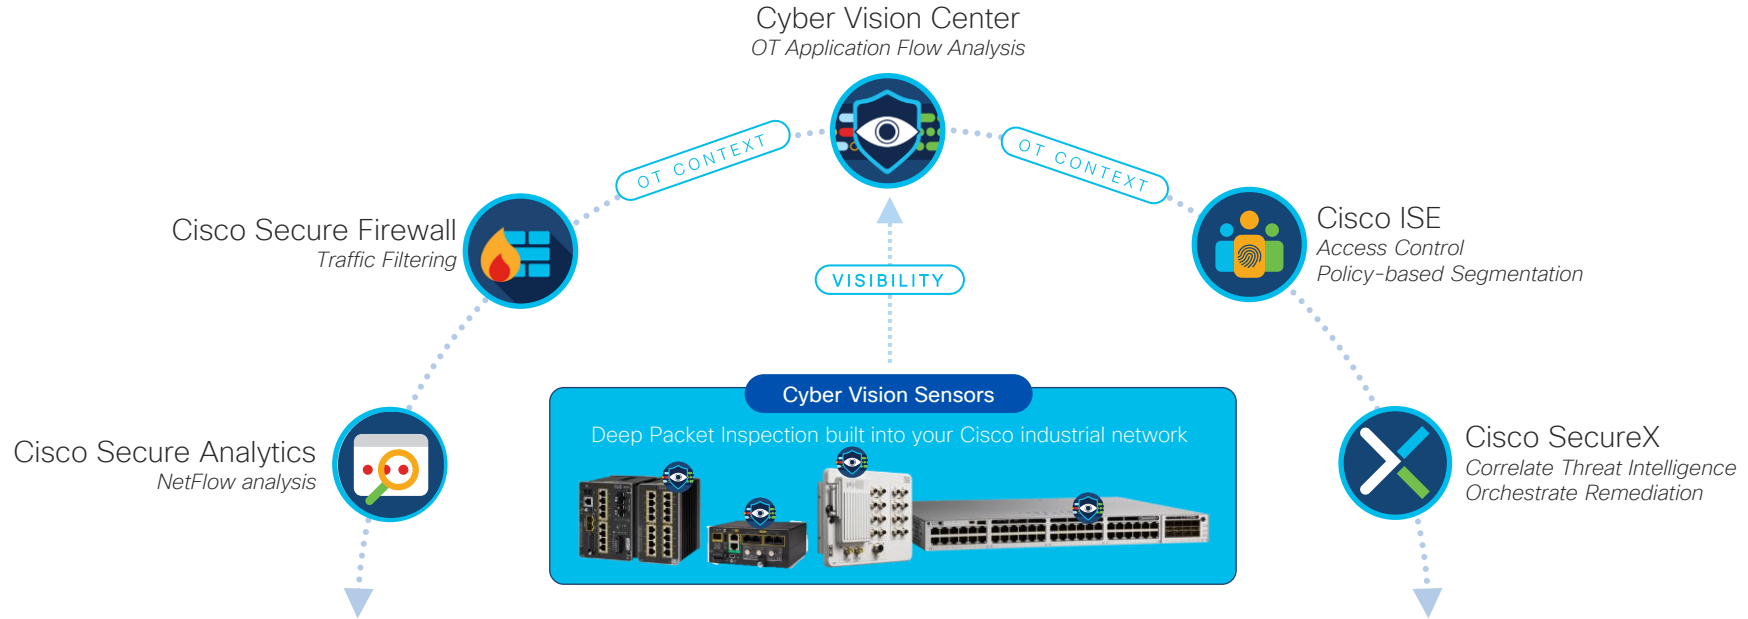 Cyber Vision Center
OT Application Flow Analysis
OT CONTEXT
OT CONTEXT
Cisco Secure Firewall
Traffic Filtering
Cisco ISE
Access Control
Policy-based Segmentation
VISIBILITY
Cyber Vision Sensors
Deep Packet Inspection built into your Cisco industrial network
Cisco Secure Analytics
NetFlow analysis
Cisco SecureX
Correlate Threat Intelligence
Orchestrate Remediation